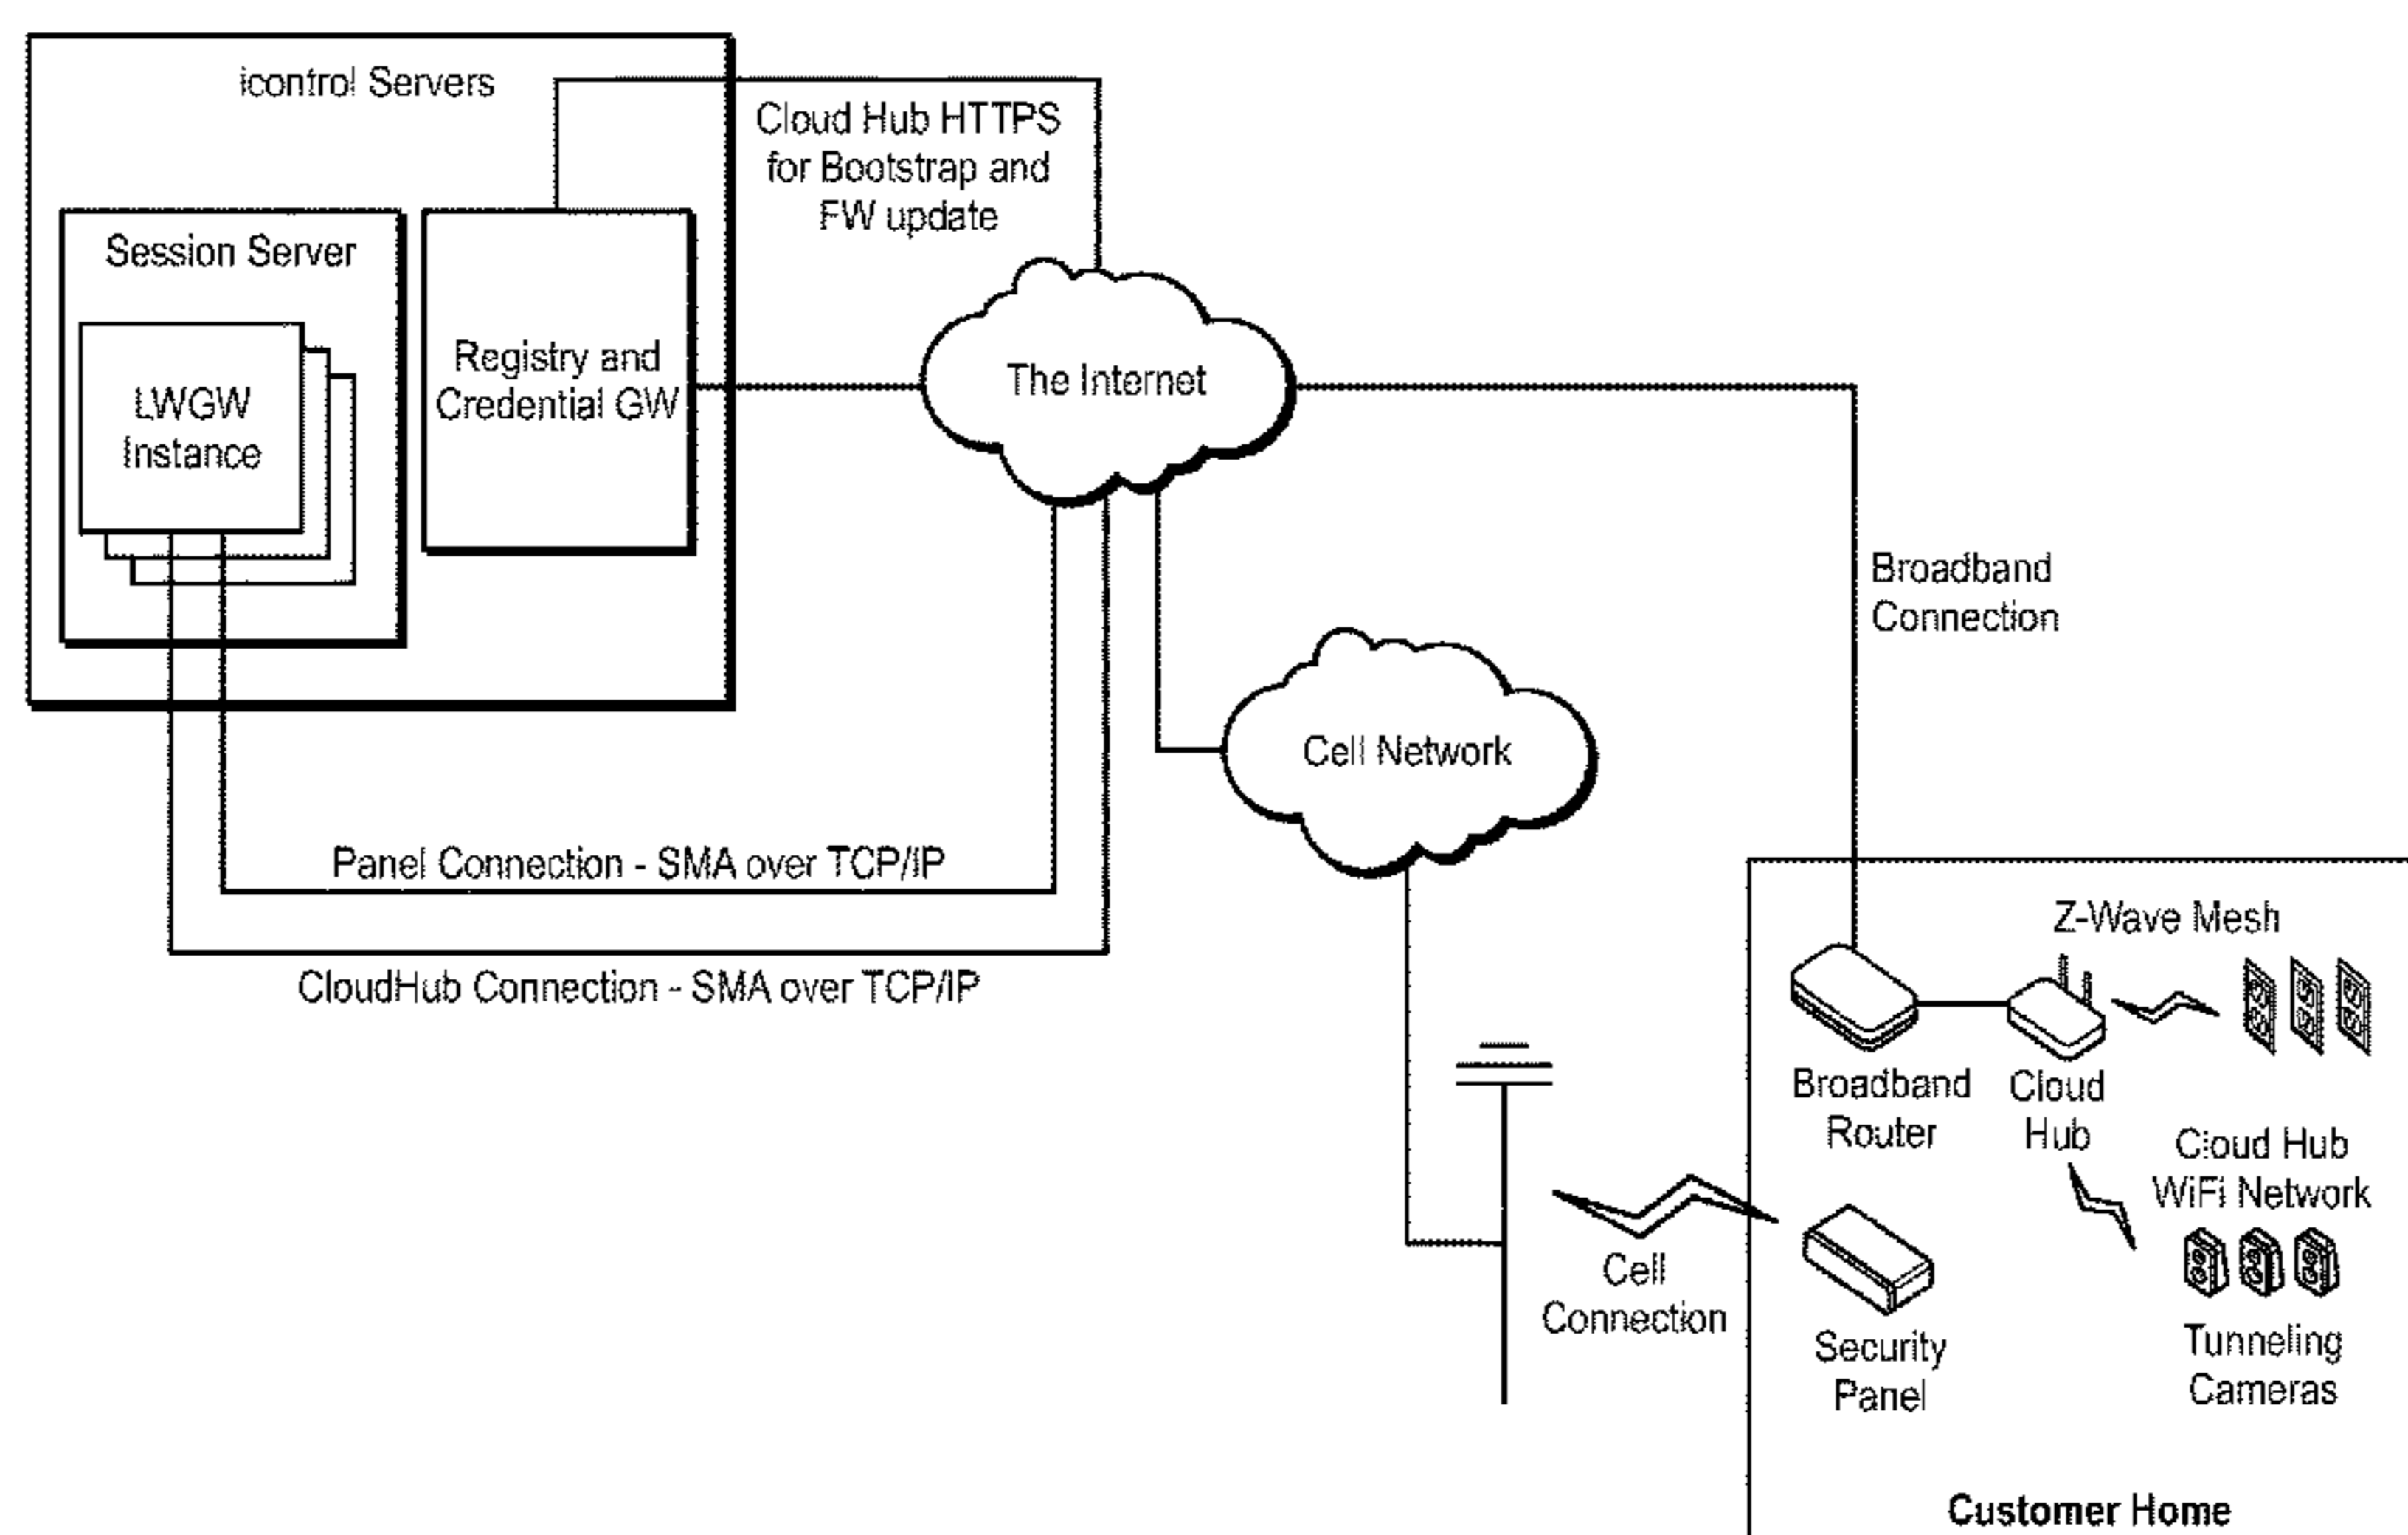 icontrol Servers
Cloud Hub HTTPS
for Bootstrap and
FW update
Session Server
LWGW
Instance
Registry and
Credential GW
The Internet
Broadband
Connection
Cell Network
Panel Connection - SMA over TCP/IP
CloudHub Connection - SMA over TCP/IP
Z-Wave Mesh
Broadband
Router
Cloud
Hub
Cloud Hub
WiFi Network
Cell
Connection
Security
Panel
Tunneling
Cameras
Customer Home